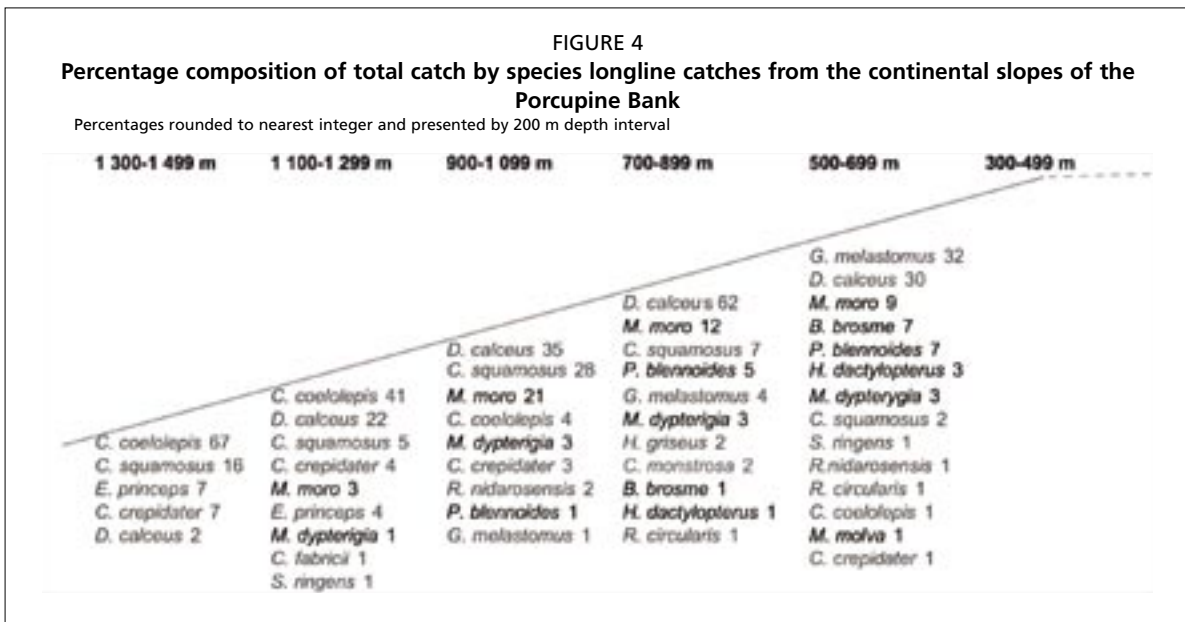 FIGURE 4
Percentage composition of total catch by species longline catches from the continental slopes of the
Porcupine Bank
Percentages rounded to nearest integer and presented by 200 m depth interval
1 300-1 499 m
C. coelolepis 67
C. squamosus 16
E. princeps 7
C. crepidater 7
D. calceus 2
1 100-1 299 m
C. coelolepis 41
D. calceus 22
C. squamosus 5
C. crepidater 4
M. moro 3
E. princeps 4
M. dypterigia 1
C. fabricii 1
S. ringens 1
900-1 099 m
D. calceus 35
C. squamosus 28
M. moro 21
C. coelolepis 4
M. dypterigia 3
C. crepidater 3
R. nidarosensis 2
P. blennoides 1
G. melastomus 1
700-899 m
D. calceus 62
M. moro 12
C. squamosus 7
P. blennoides 5
G. melastomus 4
M. dypterigia 3
H. griseus 2
C. monstrosa 2
B. brosme 1
H. dactylopterus 1
R. circularis 1
500-699 m
G. melastomus 32
D. calceus 30
M. moro 9
B. brosme 7
P. blennoides 7
H. dactylopterus 3
M. dypterygia 3
C. squamosus 2
S. ringens 1
R.nidarosensis 1
R. circularis 1
C. coelolepis 1
M. molva 1
C. crepidater 1
300-499 m